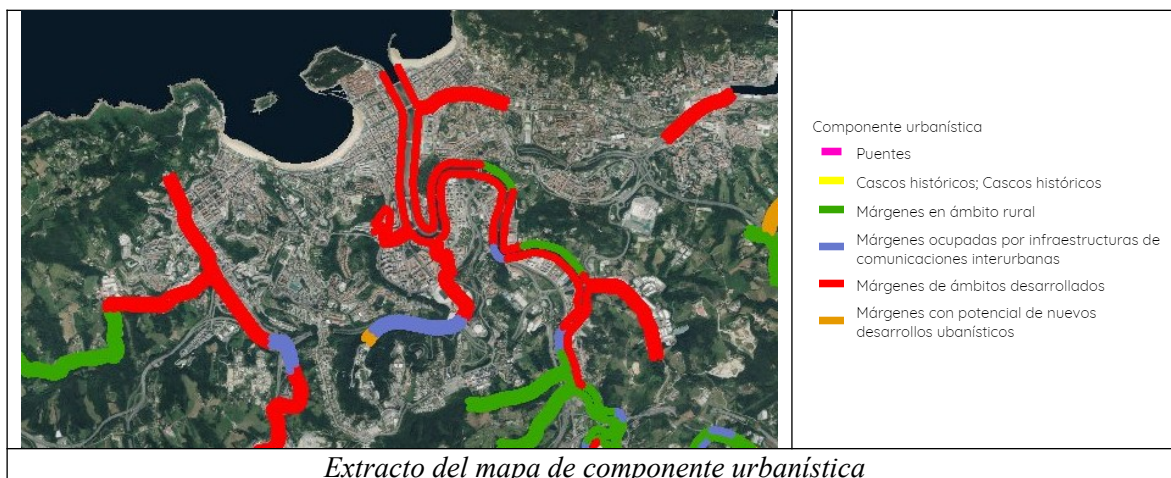 Componente urbanística
Puentes
Cascos históricos; Cascos históricos
Márgenes en ámbito rural
Márgenes ocupadas por infraestructuras de
comunicaciones interurbanas
Márgenes de ámbitos desarrollados
Márgenes con potencial de nuevos
desarrollos ubanísticos
Extracto del mapa de componente urbanística